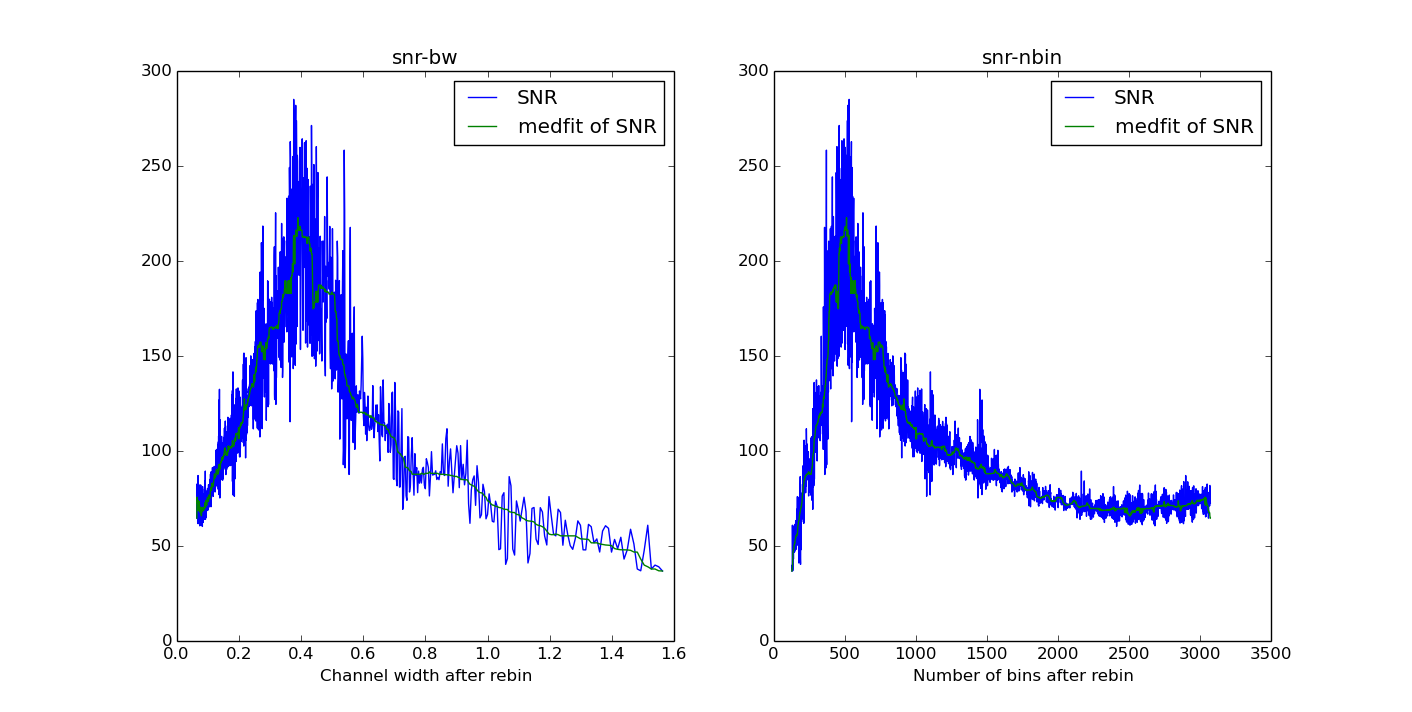 snr-bw
300
250
200
150
100
50
0
0.0 0.2 0.4 0.6 0.8 1.0 1.2 1.4 1.6
Channel width after rebin
SNR
medfit of SNR
snr-nbin
300
250
200
150
100
50
0
0 500 1000 1500 2000 2500 3000 3500
Number of bins after rebin
SNR
medfit of SNR